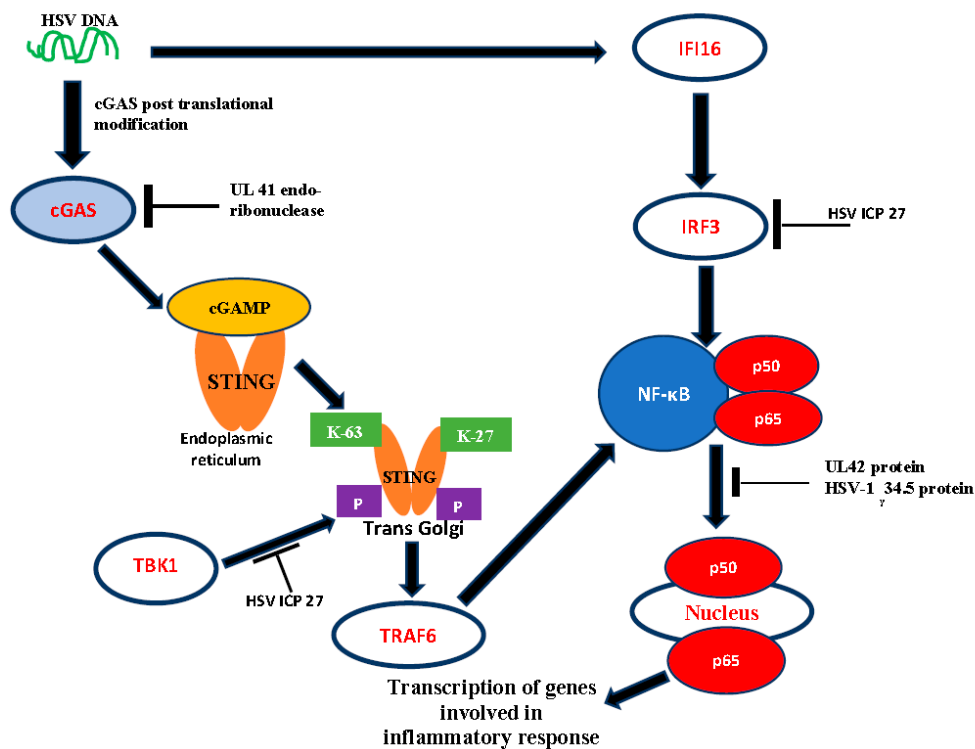 HSV DNA
IFI16
cGAS post translational
modification
UL 41 endo-
ribonuclease
cGAS
IRF3
HSV ICP 27
cGAMP
STING
Endoplasmic
reticulum
NF-κB
p50
p65
K-63
K-27
STING
P
P
Trans Golgi
UL42 protein
HSV-1 γ34.5 protein
TBK1
HSV ICP 27
TRAF6
p50
Nucleus
p65
Transcription of genes
involved in
inflammatory response